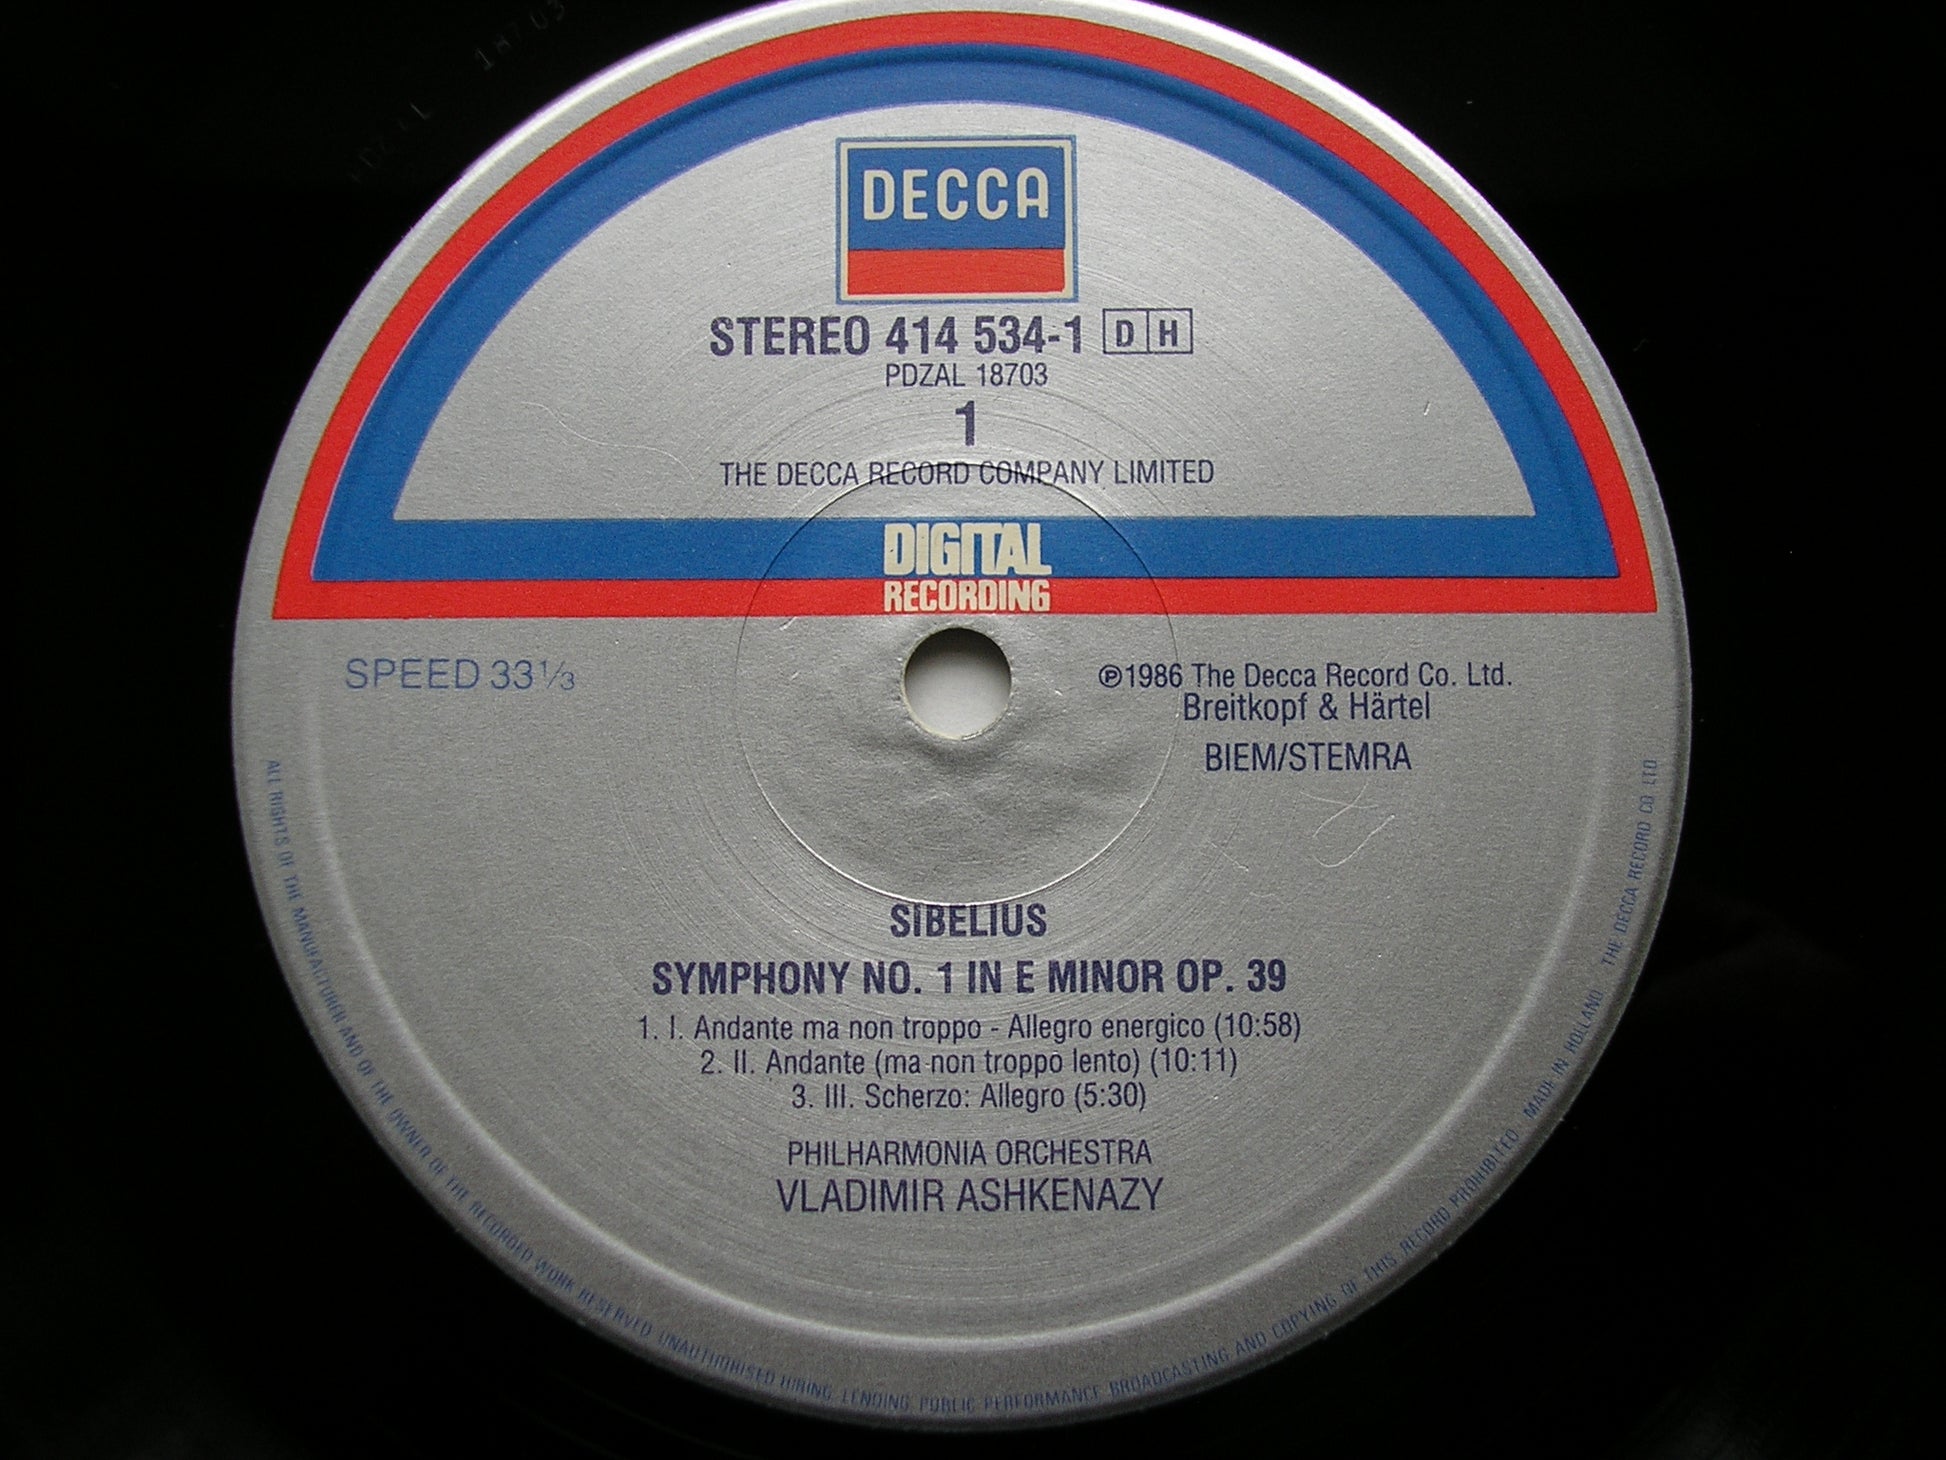 DECCA
STEREO 414 534-1 D H
PDZAL 18703
1
THE DECCA RECORD COMPANY LIMITED
DIGITAL
RECORDING
SPEED 33 1/3
℗1986 The Decca Record Co. Ltd.
Breitkopf & Härtel
BIEM/STEMRA
SIBELIUS
SYMPHONY NO. 1 IN E MINOR OP. 39
1. I. Andante ma non troppo - Allegro energico (10:58)
2. II. Andante (ma non troppo lento) (10:11)
3. III. Scherzo: Allegro (5:30)
PHILHARMONIA ORCHESTRA
VLADIMIR ASHKENAZY
ALL RIGHTS OF THE MANUFACTURER AND OF THE OWNER OF THE RECORDED WORK RESERVED UNAUTHORISED HIRING, LENDING, PUBLIC PERFORMANCE BROADCASTING AND COPYING OF THIS RECORD PROHIBITED MADE IN HOLLAND THE DECCA RECORD CO LTD
18703